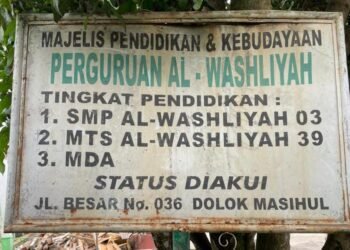 MAJELIS PENDIDIKAN & KEBUDAYAAN
PERGURUAN AL - WASHLIYAH
TINGKAT PENDIDIKAN :
1. SMP AL-WASHLIYAH 03
2. MTS AL-WASHLIYAH 39
3. MDA
STATUS DIAKUI
JL. BESAR No. 036 DOLOK MASIHUL